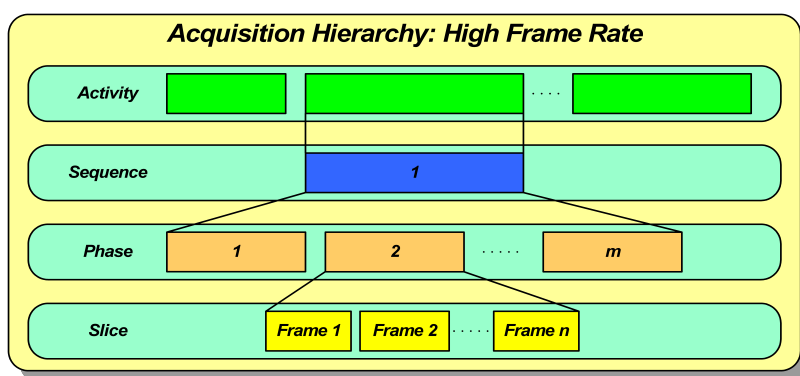 Acquisition Hierarchy: High Frame Rate
Activity
. . . .
Sequence
1
Phase
1
2
. . . . .
m
Slice
Frame 1
Frame 2
. . . . .
Frame n